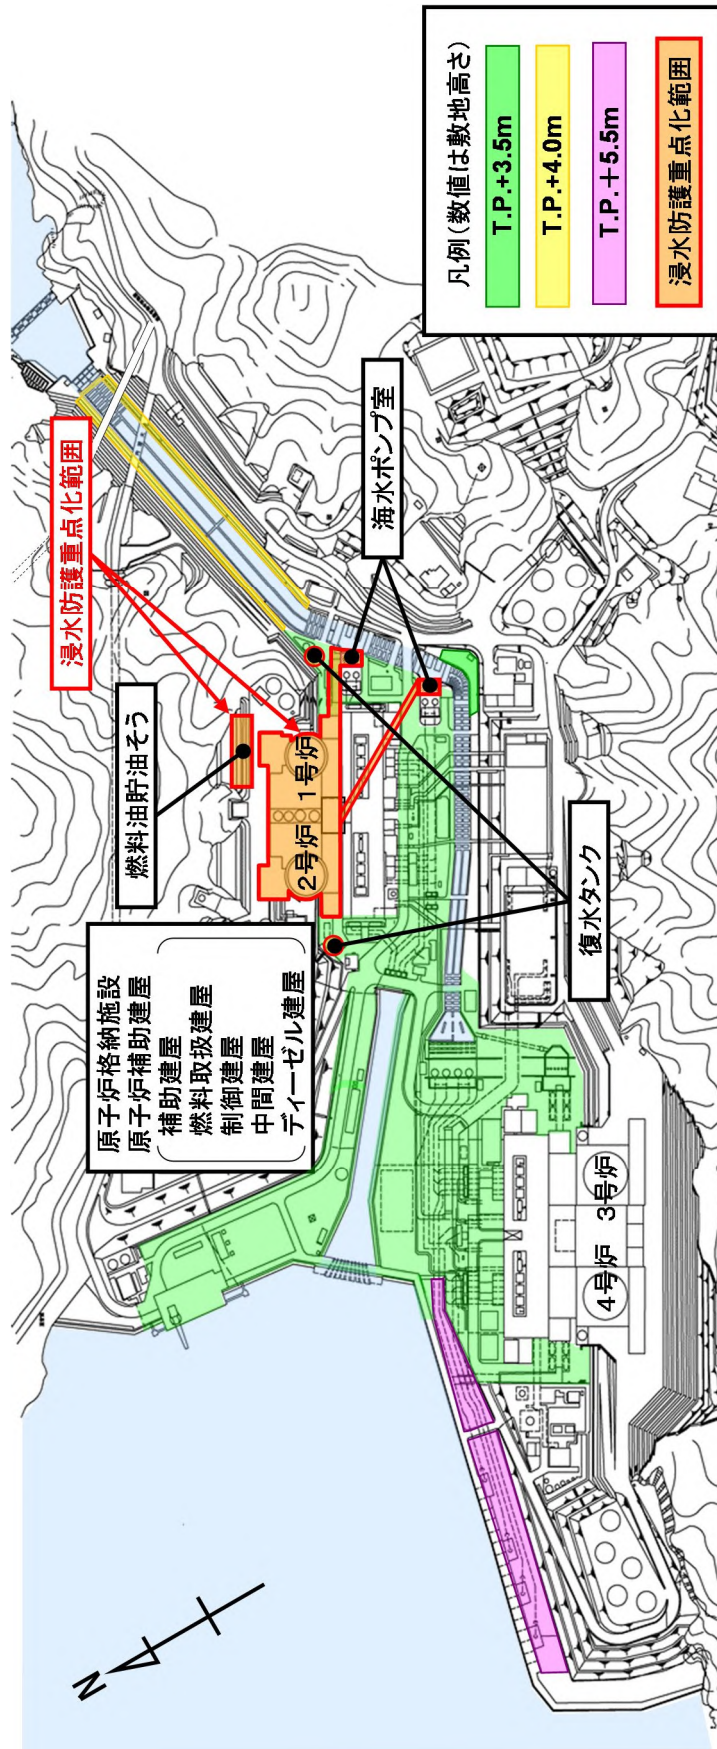 凡例(数値は敷地高さ)
T.P.+3.5m
T.P.+4.0m
T.P.+5.5m
浸水防護重点化範囲
浸水防護重点化範囲
燃料油貯油そう
海水ポンプ室
原子炉格納施設
原子炉補助建屋
補助建屋
燃料取扱建屋
制御建屋
中間建屋
ディーゼル建屋
2号炉 1号炉
復水タンク
4号炉 3号炉
N